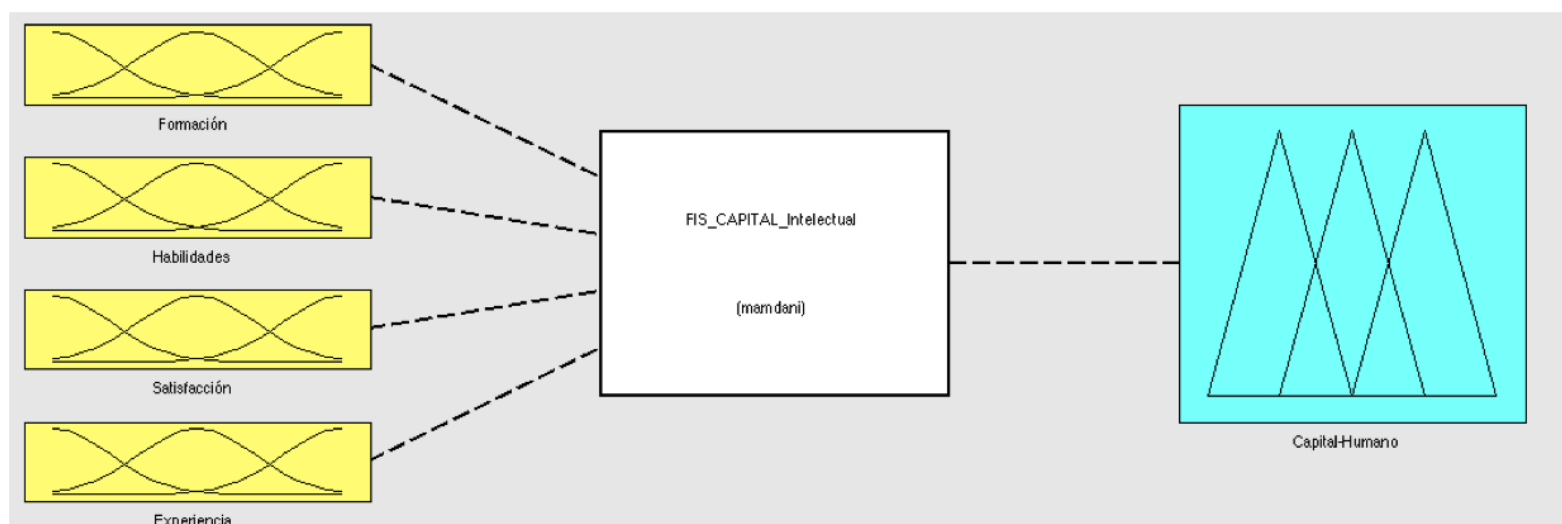 Formación
Habilidades
Satisfacción
Experiencia
FIS_CAPITAL_Intelectual
(mamdani)
Capital-Humano